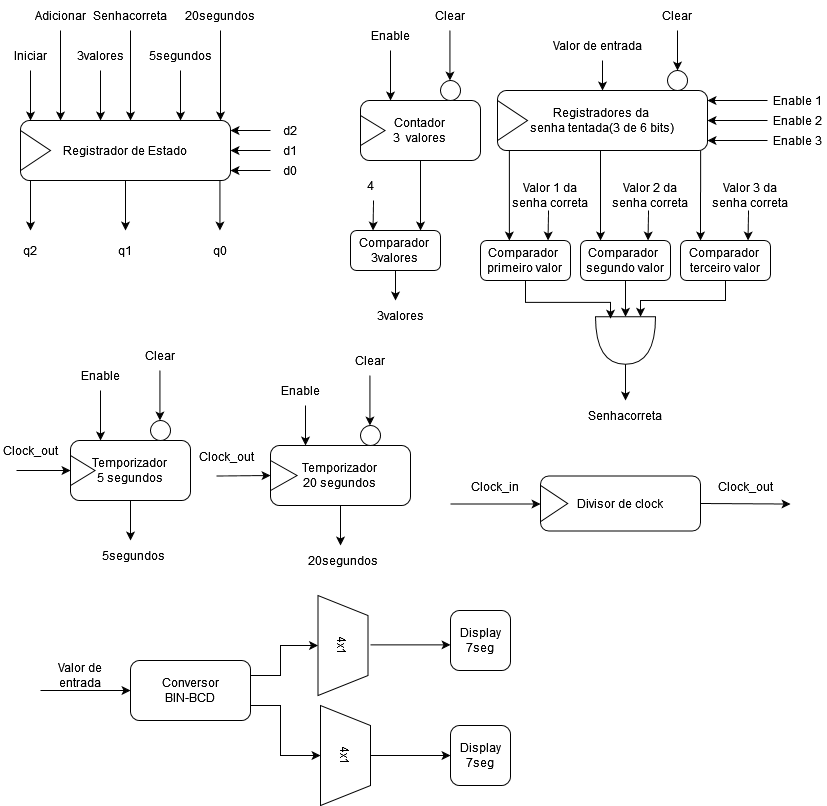 Adicionar
Senhacorreta
20segundos
Iniciar
3valores
5segundos
Registrador de Estado
d2
d1
d0
q2
q1
q0
Enable
Clear
Contador
3 valores
4
Comparador
3valores
3valores
Valor de entrada
Clear
Registradores da
senha tentada(3 de 6 bits)
Enable 1
Enable 2
Enable 3
Valor 1 da
senha correta
Valor 2 da
senha correta
Valor 3 da
senha correta
Comparador
primeiro valor
Comparador
segundo valor
Comparador
terceiro valor
Senhacorreta
Enable
Clear
Clock_out
Temporizador
5 segundos
5segundos
Enable
Clear
Clock_out
Temporizador
20 segundos
20segundos
Clock_in
Divisor de clock
Clock_out
Valor de
entrada
Conversor
BIN-BCD
4x1
Display
7seg
4x1
Display
7seg